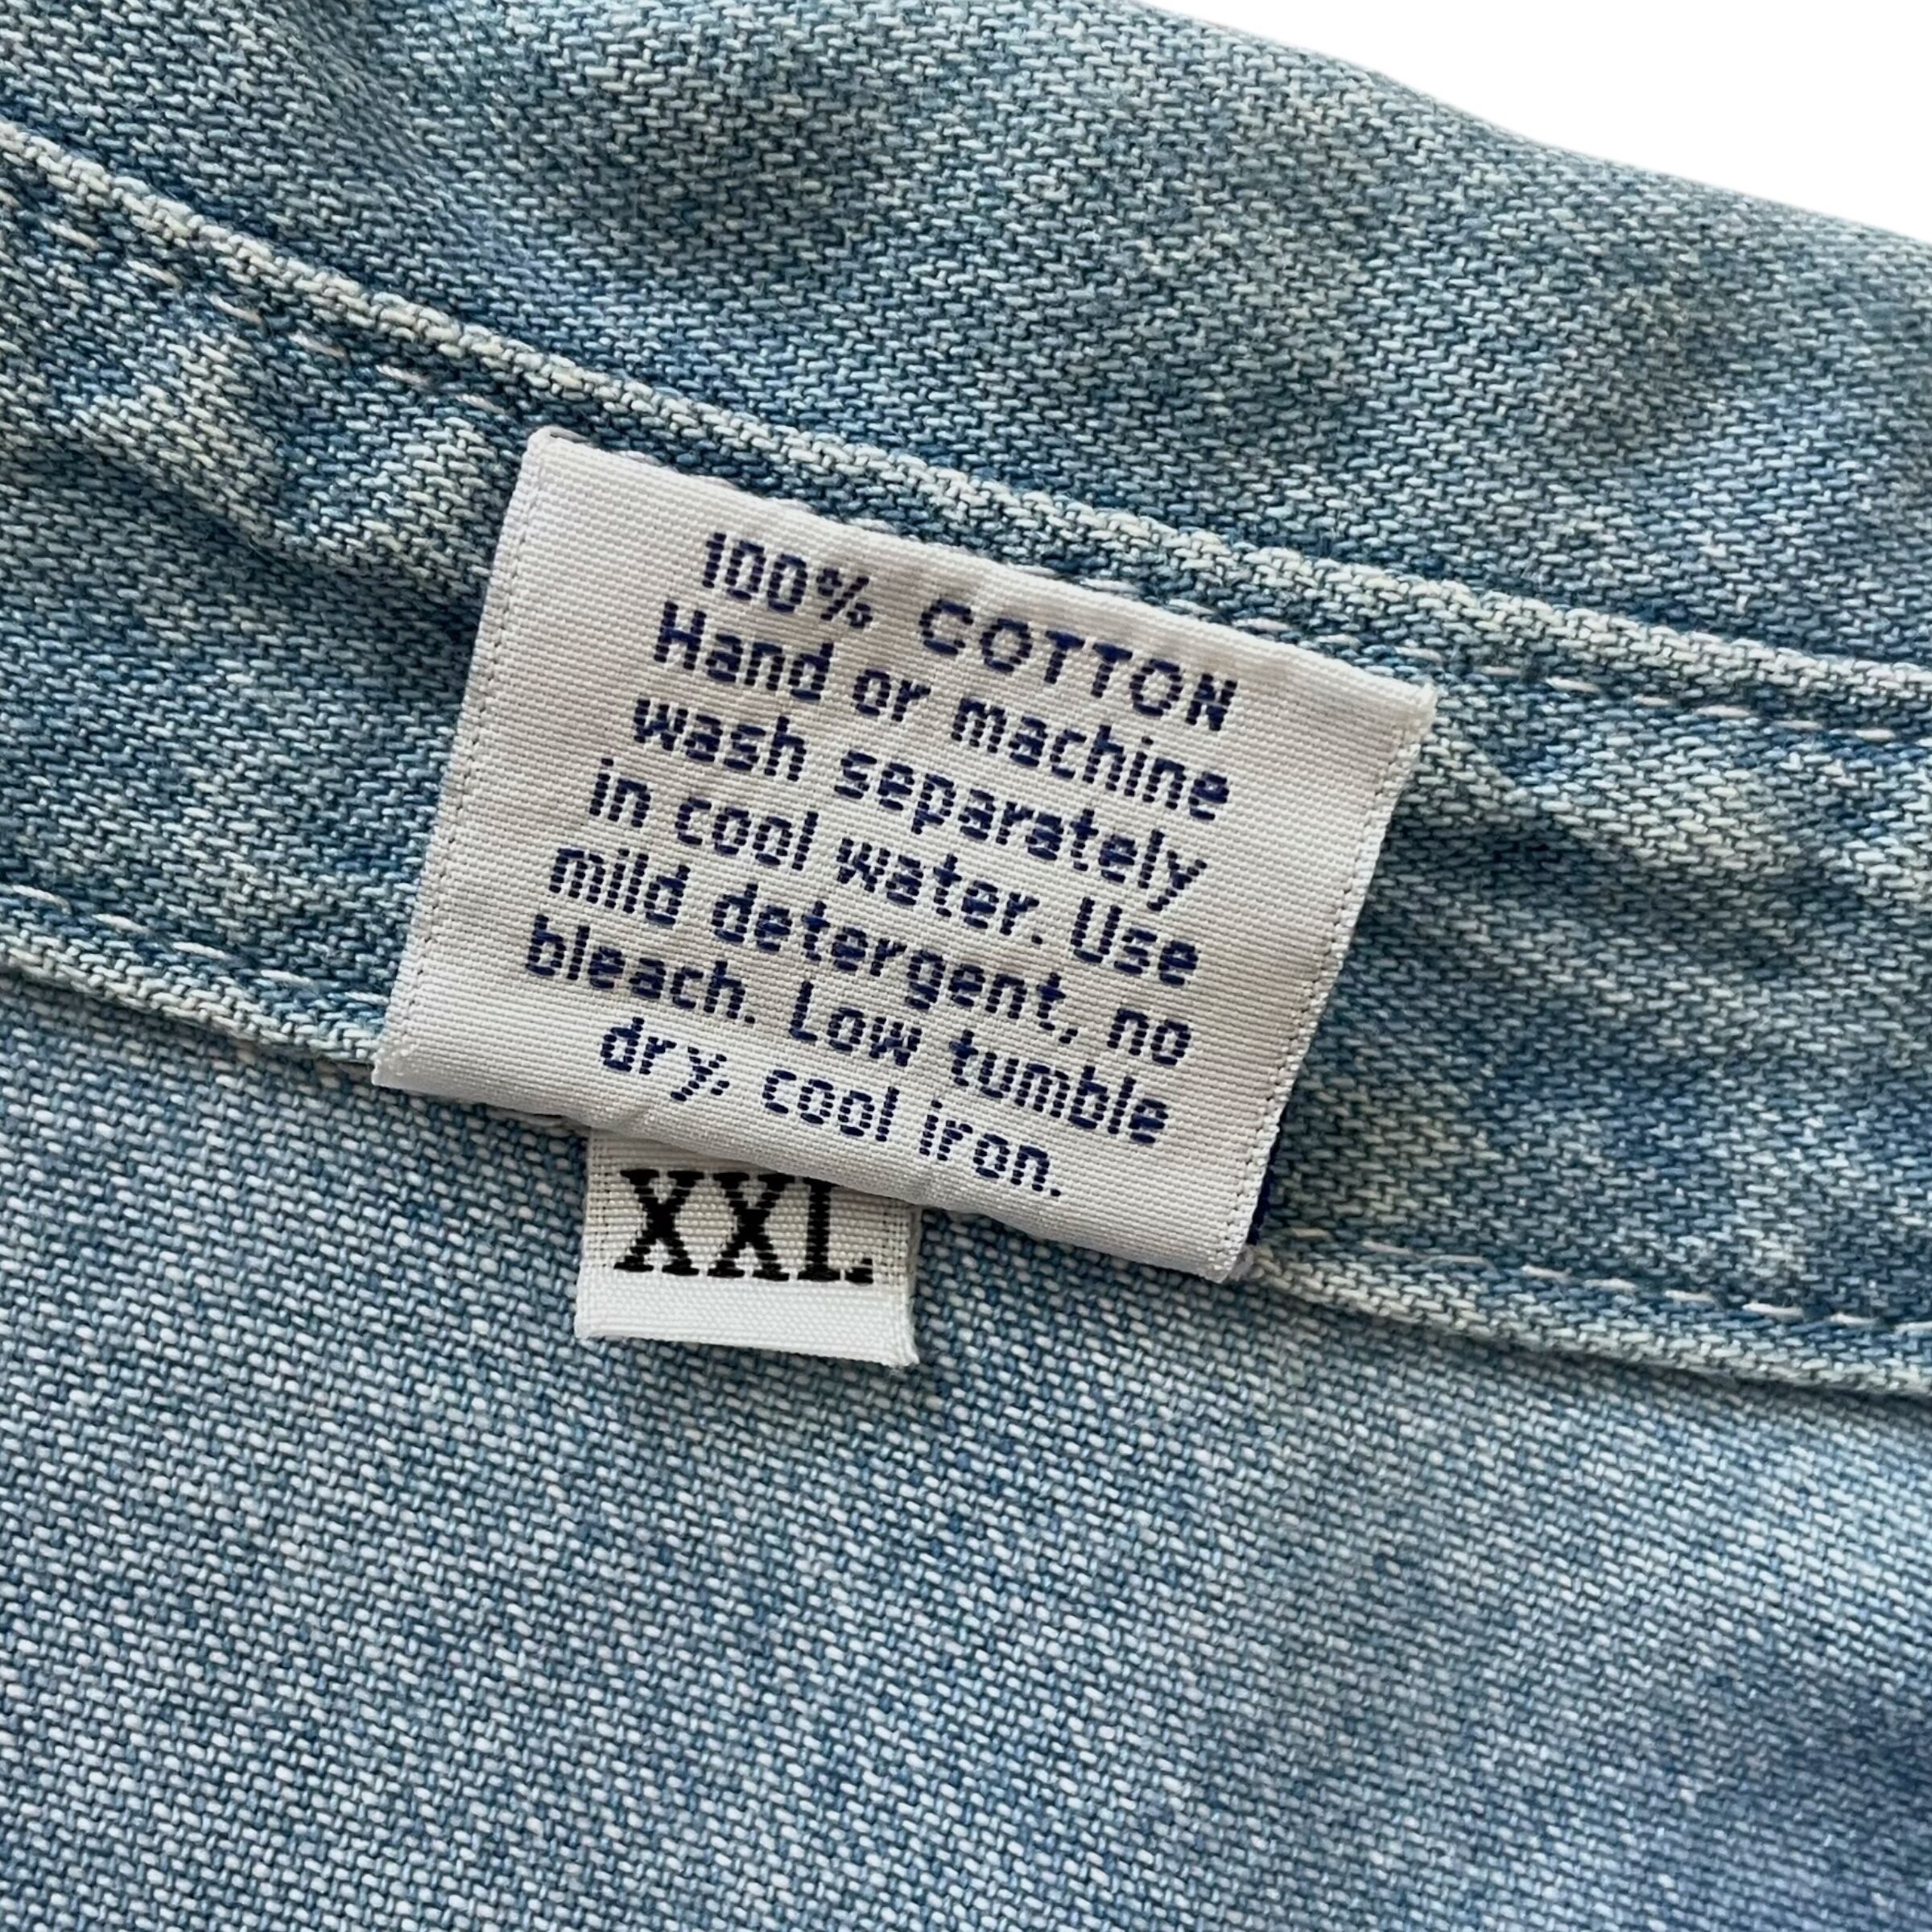 100% COTTON
Hand or machine
wash separately
in cool water. Use
mild detergent, no
bleach. Low tumble
dry, cool iron.
XXL